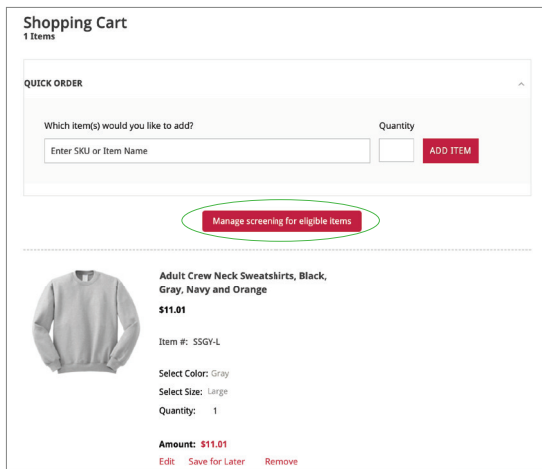 Shopping Cart
1 Items
QUICK ORDER
Which item(s) would you like to add?
Quantity
Enter SKU or Item Name
ADD ITEM
Manage screening for eligible items
Adult Crew Neck Sweatshirts, Black,
Gray, Navy and Orange
$11.01
Item #: SSGY-L
Select Color: Gray
Select Size: Large
Quantity: 1
Amount: $11.01
Edit Save for Later Remove